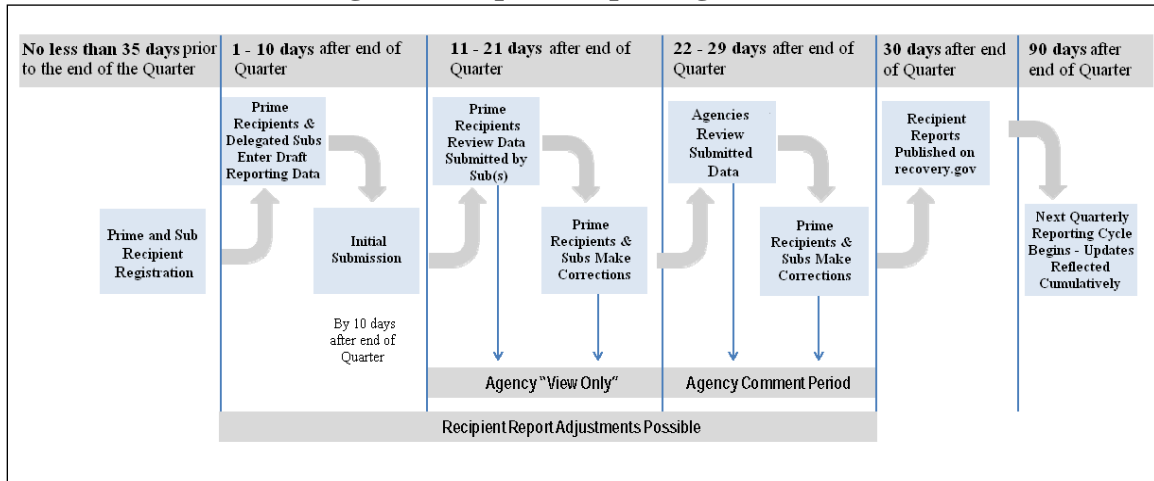 No less than 35 days prior
to the end of the Quarter
1 - 10 days after end of
Quarter
11 - 21 days after end of
Quarter
22 – 29 days after end of
Quarter
30 days after end
of Quarter
90 days after
end of Quarter
Prime
Recipients &
Delegated Subs
Enter Draft
Reporting Data
Prime
Recipients
Review Data
Submitted by
Sub(s)
Agencies
Review
Submitted
Data
Recipient
Reports
Published on
recovery.gov
Prime and Sub
Recipient
Registration
Initial
Submission
Prime
Recipients &
Subs Make
Corrections
Prime
Recipients &
Subs Make
Corrections
Next Quarterly
Reporting Cycle
Begins - Updates
Reflected
Cumulatively
By 10 days
after end of
Quarter
Agency "View Only"
Agency Comment Period
Recipient Report Adjustments Possible